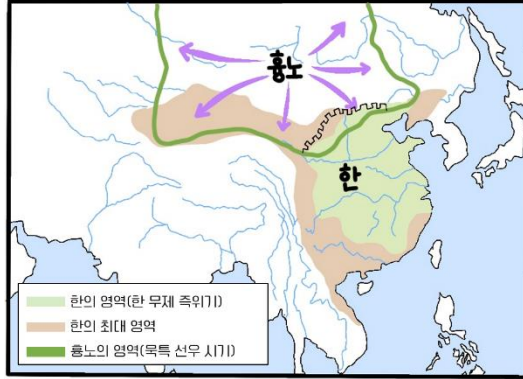 흉노
한
한의 영역(한 무제 즉위기)
한의 최대 영역
흉노의 영역(묵특 선우 시기)